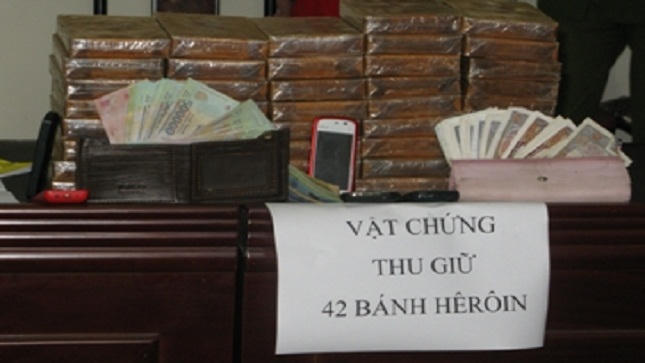 VẬT CHỨNG
THU GIỮ
42 BÁNH HÊRÔIN